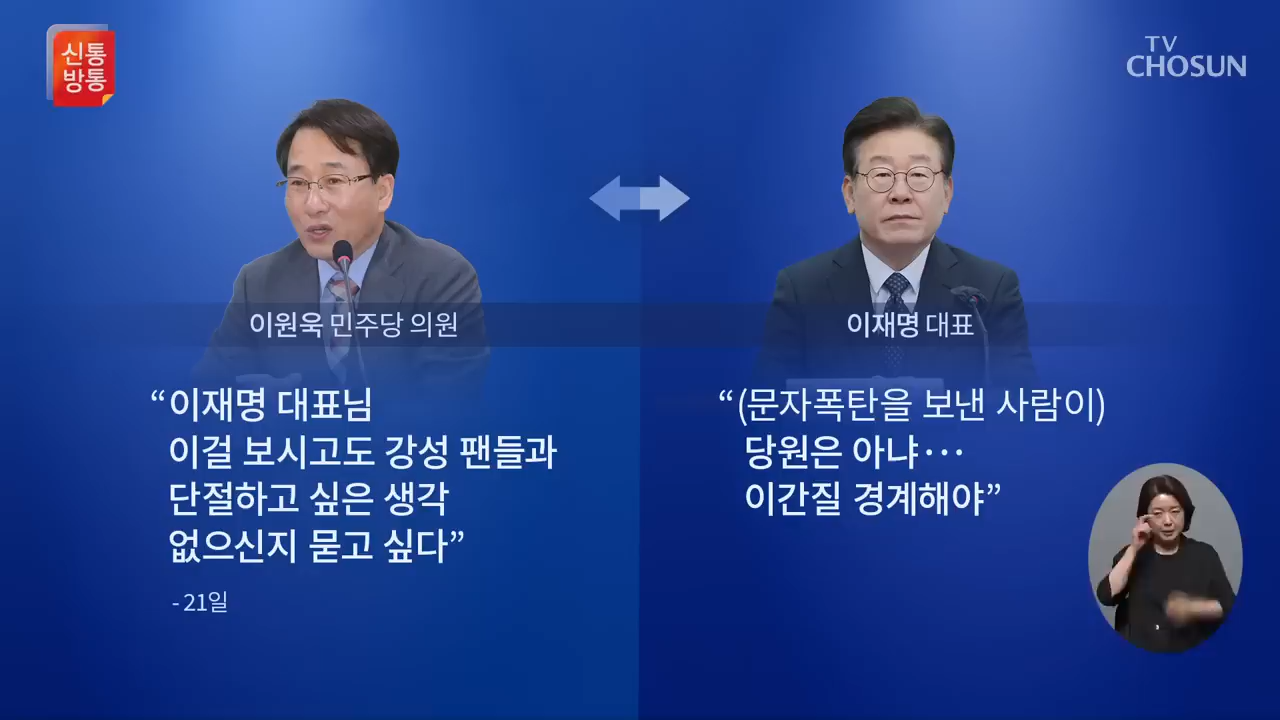 신통
방통
TV
CHOSUN
이원욱 민주당 의원
“이재명 대표님
이걸 보시고도 강성 팬들과
단절하고 싶은 생각
없으신지 묻고 싶다”
- 21일
이재명 대표
“(문자폭탄을 보낸 사람이)
당원은 아냐···
이간질 경계해야”